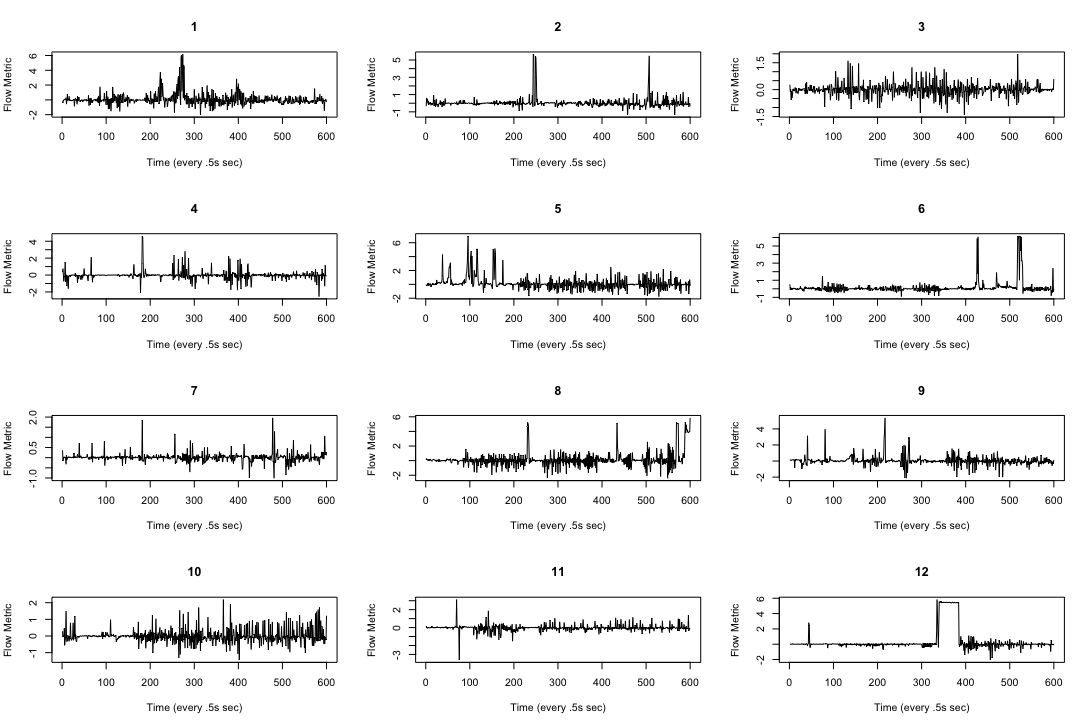 1 2 3
Flow Metric -2 2 4 6 Flow Metric -1 1 3 5 Flow Metric -1.5 0.0 1.5
0 100 200 300 400 500 600 0 100 200 300 400 500 600 0 100 200 300 400 500 600
Time (every .5s sec) Time (every .5s sec) Time (every .5s sec)
4 5 6
Flow Metric -2 0 2 4 Flow Metric -2 2 6 Flow Metric -1 1 3 5
0 100 200 300 400 500 600 0 100 200 300 400 500 600 0 100 200 300 400 500 600
Time (every .5s sec) Time (every .5s sec) Time (every .5s sec)
7 8 9
Flow Metric -1.0 0.5 2.0 Flow Metric -2 2 6 Flow Metric -2 2 4
0 100 200 300 400 500 600 0 100 200 300 400 500 600 0 100 200 300 400 500 600
Time (every .5s sec) Time (every .5s sec) Time (every .5s sec)
10 11 12
Flow Metric -1 0 1 2 Flow Metric -3 0 2 Flow Metric -2 2 4 6
0 100 200 300 400 500 600 0 100 200 300 400 500 600 0 100 200 300 400 500 600
Time (every .5s sec) Time (every .5s sec) Time (every .5s sec)